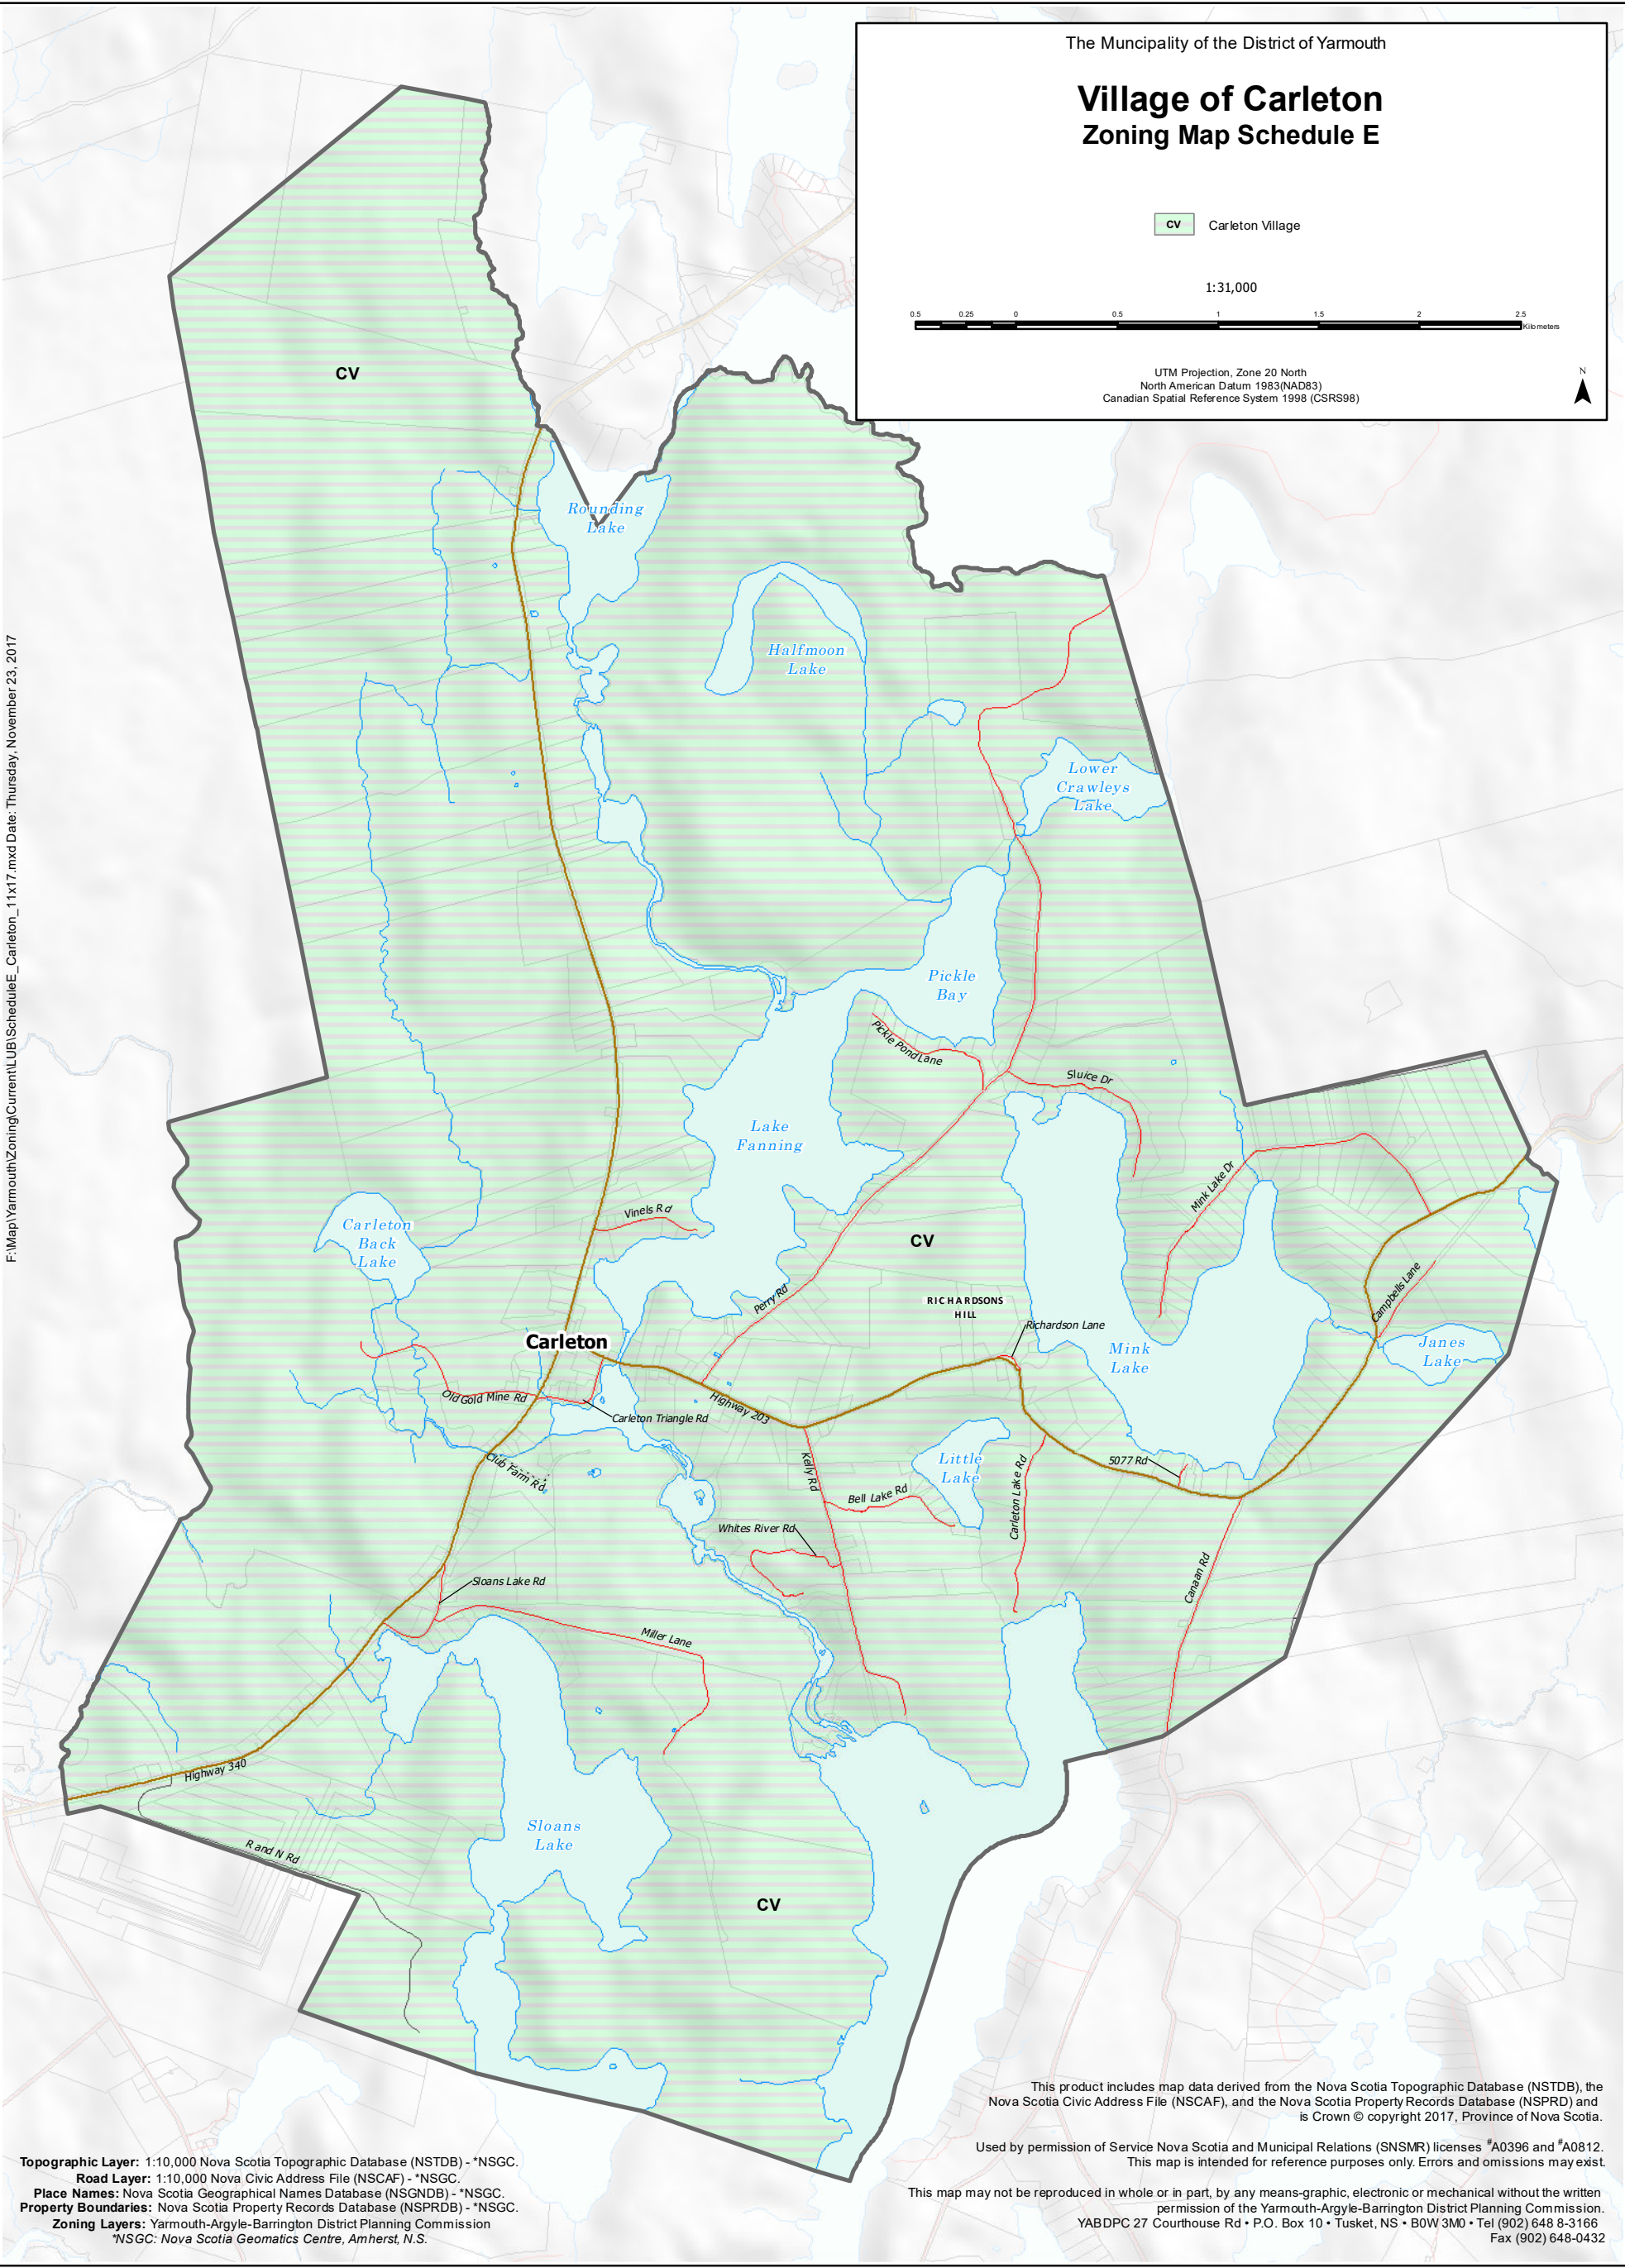 The Muncipality of the District of Yarmouth
Village of Carleton
Zoning Map Schedule E
CV
Carleton Village
1:31,000
0.5 0.25 0 0.5 1 1.5 2 2.5
Kilometers
UTM Projection, Zone 20 North
North American Datum 1983(NAD83)
Canadian Spatial Reference System 1998 (CSRS98)
N
CV
Rounding
Lake
Halfmoon
Lake
Lower
Crawleys
Lake
Pickle
Bay
Pickle Pond Lane
Sluice Dr
Lake
Fanning
Mink Lake Dr
Vinels Rd
Carleton
Back
Lake
CV
Campbells Lane
Perry Rd
RICHARDSONS
HILL
Richardson Lane
Carleton
Mink
Lake
Janes
Lake
Old Gold Mine Rd
Carleton Triangle Rd
Highway 203
Club Farm Rd
Kelly Rd
Little
Lake
5077 Rd
Bell Lake Rd
Carleton Lake Rd
Whites River Rd
Canaan Rd
Sloans Lake Rd
Miller Lane
Highway 340
Sloans
Lake
R and N Rd
CV
F:\Map\Yarmouth\Zoning\Current\LUB\ScheduleE_Carleton_11x17.mxd Date: Thursday, November 23, 2017
This product includes map data derived from the Nova Scotia Topographic Database (NSTDB), the
Nova Scotia Civic Address File (NSCAF), and the Nova Scotia Property Records Database (NSPRD) and
is Crown © copyright 2017, Province of Nova Scotia.
Used by permission of Service Nova Scotia and Municipal Relations (SNSMR) licenses #A0396 and #A0812.
This map is intended for reference purposes only. Errors and omissions may exist.
This map may not be reproduced in whole or in part, by any means-graphic, electronic or mechanical without the written
permission of the Yarmouth-Argyle-Barrington District Planning Commission.
YABDPC 27 Courthouse Rd • P.O. Box 10 • Tusket, NS • B0W 3M0 • Tel (902) 648 8-3166
Fax (902) 648-0432
Topographic Layer: 1:10,000 Nova Scotia Topographic Database (NSTDB) - *NSGC.
Road Layer: 1:10,000 Nova Civic Address File (NSCAF) - *NSGC.
Place Names: Nova Scotia Geographical Names Database (NSGNDB) - *NSGC.
Property Boundaries: Nova Scotia Property Records Database (NSPRDB) - *NSGC.
Zoning Layers: Yarmouth-Argyle-Barrington District Planning Commission
*NSGC: Nova Scotia Geomatics Centre, Amherst, N.S.